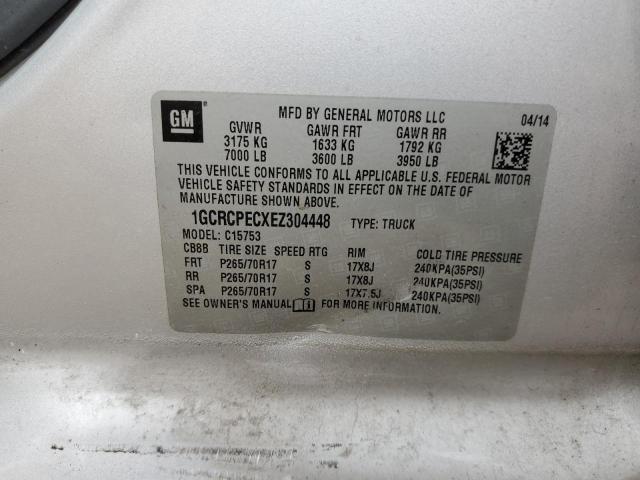 GM
MFD BY GENERAL MOTORS LLC 04/14
GVWR GAWR FRT GAWR RR
3175 KG 1633 KG 1792 KG
7000 LB 3600 LB 3950 LB
THIS VEHICLE CONFORMS TO ALL APPLICABLE U.S. FEDERAL MOTOR
VEHICLE SAFETY STANDARDS IN EFFECT ON THE DATE OF
MANUFACTURE SHOWN ABOVE.
1GCRCPECXEZ304448 TYPE: TRUCK
MODEL: C15753
CB8B TIRE SIZE SPEED RTG RIM COLD TIRE PRESSURE
FRT P265/70R17 S 17X8J 240KPA(35PSI)
RR P265/70R17 S 17X8J 240KPA(35PSI)
SPA P265/70R17 S 17X7.5J 240KPA(35PSI)
SEE OWNER'S MANUAL FOR MORE INFORMATION.